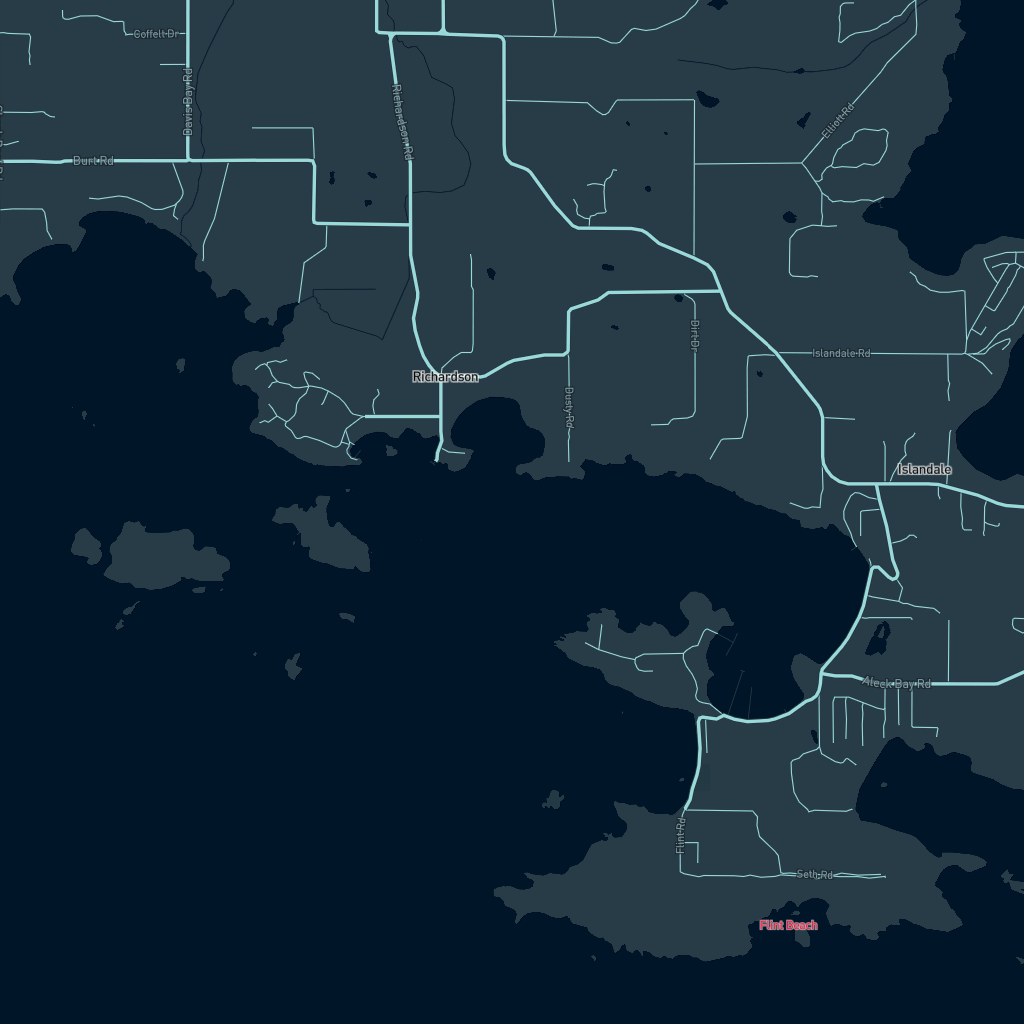 Coffelt Dr
Davis Bay Rd
Richardson Rd
Elliott Rd
Burt Rd
Dirt Dr
Islandale Rd
Richardson
Dusty Rd
Islandale
Aleck Bay Rd
Flint Rd
Seth Rd
Flint Beach